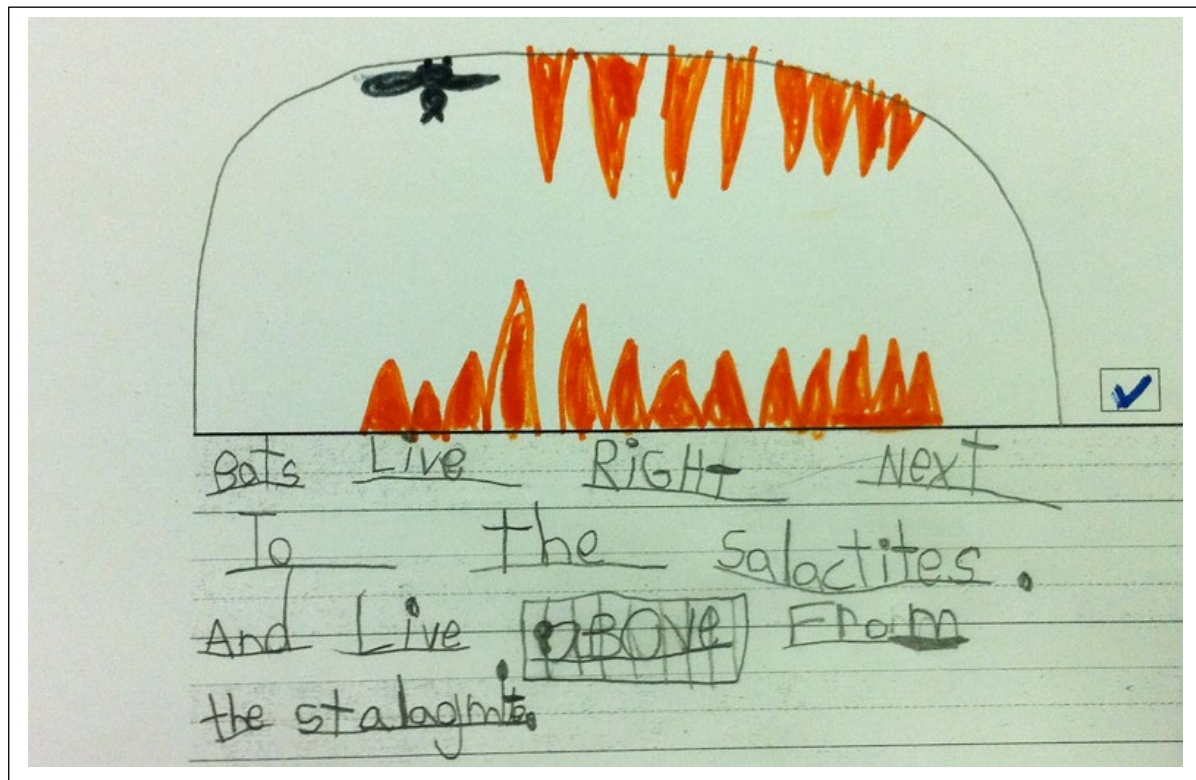 Bats Live RiGHt Next
To the Salactites.
And Live aBOVe From
the stalagmite.